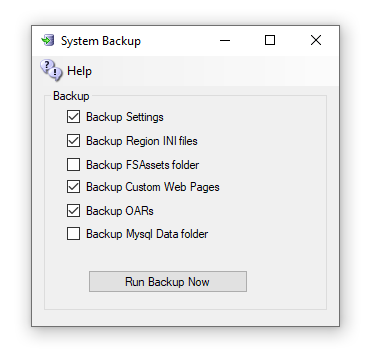 System Backup
Help
Backup
Backup Settings
Backup Region INI files
Backup FSAssets folder
Backup Custom Web Pages
Backup OARs
Backup Mysql Data folder
Run Backup Now